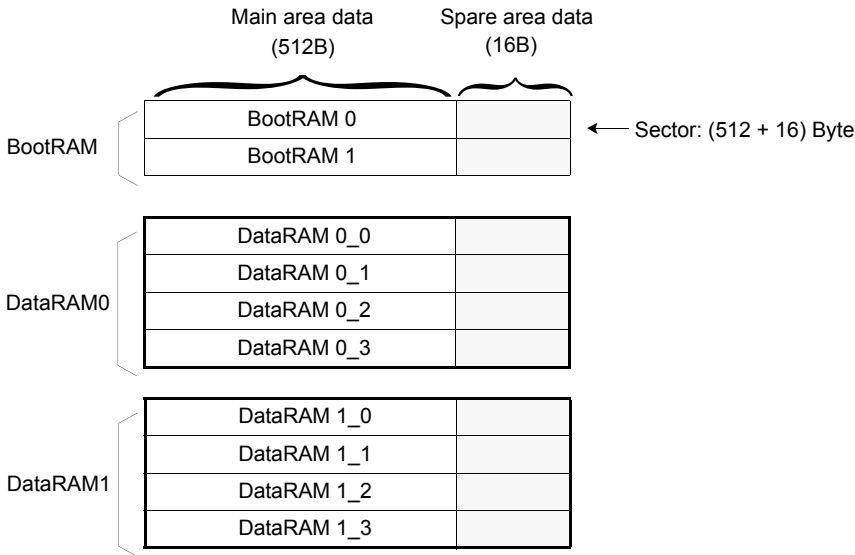 Main area data
(512B)
Spare area data
(16B)
BootRAM
BootRAM 0
BootRAM 1
Sector: (512 + 16) Byte
DataRAM0
DataRAM 0_0
DataRAM 0_1
DataRAM 0_2
DataRAM 0_3
DataRAM1
DataRAM 1_0
DataRAM 1_1
DataRAM 1_2
DataRAM 1_3